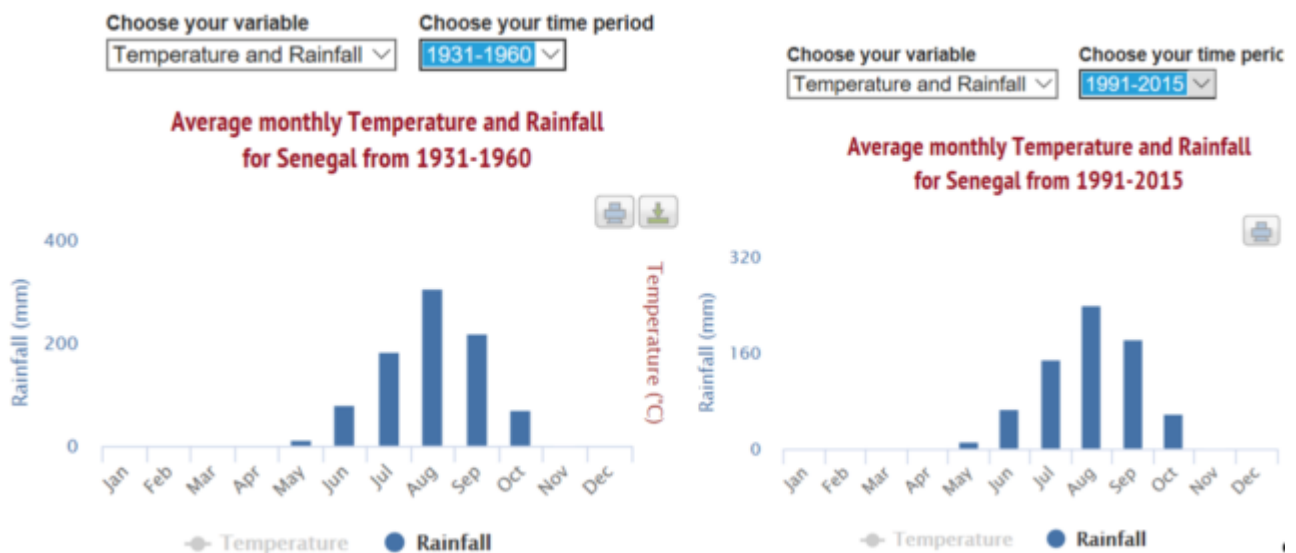 Choose your variable
Choose your time period
Temperature and Rainfall
1931-1960
Average monthly Temperature and Rainfall
for Senegal from 1931-1960
400
200
0
Rainfall (mm)
Temperature (°C)
Jan Feb Mar Apr May Jun Jul Aug Sep Oct Nov Dec
Temperature Rainfall
Choose your variable
Choose your time peric
Temperature and Rainfall
1991-2015
Average monthly Temperature and Rainfall
for Senegal from 1991-2015
320
160
0
Rainfall (mm)
Jan Feb Mar Apr May Jun Jul Aug Sep Oct Nov Dec
Temperature Rainfall